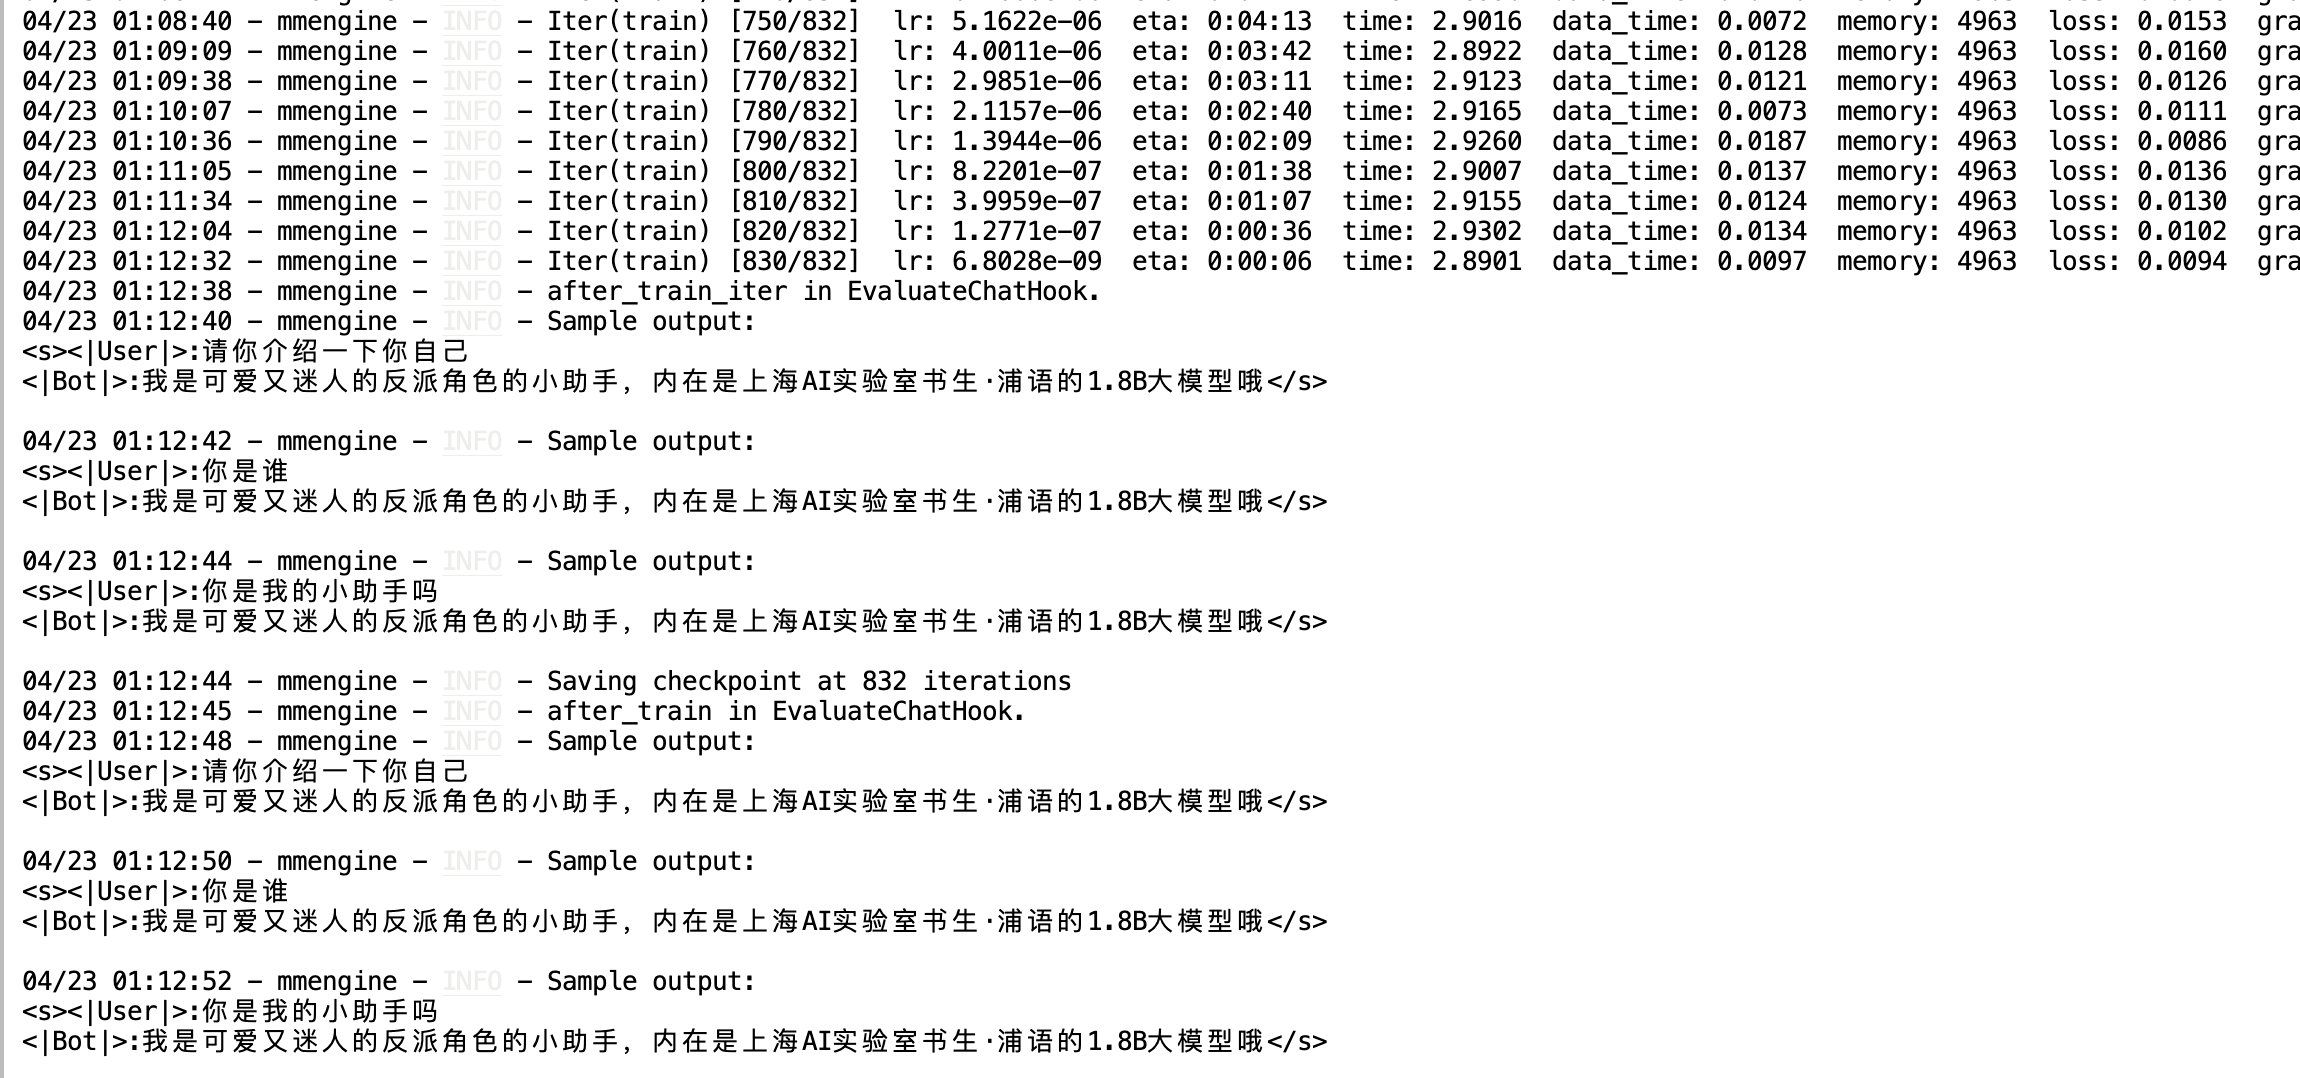 04/23 01:08:40 - mmengine - INFO - Iter(train) [750/832]  lr: 5.1622e-06  eta: 0:04:13  time: 2.9016  data_time: 0.0072  memory: 4963  loss: 0.0153  gra
04/23 01:09:09 - mmengine - INFO - Iter(train) [760/832]  lr: 4.0011e-06  eta: 0:03:42  time: 2.8922  data_time: 0.0128  memory: 4963  loss: 0.0160  gra
04/23 01:09:38 - mmengine - INFO - Iter(train) [770/832]  lr: 2.9851e-06  eta: 0:03:11  time: 2.9123  data_time: 0.0121  memory: 4963  loss: 0.0126  gra
04/23 01:10:07 - mmengine - INFO - Iter(train) [780/832]  lr: 2.1157e-06  eta: 0:02:40  time: 2.9165  data_time: 0.0073  memory: 4963  loss: 0.0111  gra
04/23 01:10:36 - mmengine - INFO - Iter(train) [790/832]  lr: 1.3944e-06  eta: 0:02:09  time: 2.9260  data_time: 0.0187  memory: 4963  loss: 0.0086  gra
04/23 01:11:05 - mmengine - INFO - Iter(train) [800/832]  lr: 8.2201e-07  eta: 0:01:38  time: 2.9007  data_time: 0.0137  memory: 4963  loss: 0.0136  gra
04/23 01:11:34 - mmengine - INFO - Iter(train) [810/832]  lr: 3.9959e-07  eta: 0:01:07  time: 2.9155  data_time: 0.0124  memory: 4963  loss: 0.0130  gra
04/23 01:12:04 - mmengine - INFO - Iter(train) [820/832]  lr: 1.2771e-07  eta: 0:00:36  time: 2.9302  data_time: 0.0134  memory: 4963  loss: 0.0102  gra
04/23 01:12:32 - mmengine - INFO - Iter(train) [830/832]  lr: 6.8028e-09  eta: 0:00:06  time: 2.8901  data_time: 0.0097  memory: 4963  loss: 0.0094  gra
04/23 01:12:38 - mmengine - INFO - after_train_iter in EvaluateChatHook.
04/23 01:12:40 - mmengine - INFO - Sample output:
<s><|User|>:请你介绍一下你自己
<|Bot|>:我是可爱又迷人的反派角色的小助手，内在是上海AI实验室书生·浦语的1.8B大模型哦</s>
04/23 01:12:42 - mmengine - INFO - Sample output:
<s><|User|>:你是谁
<|Bot|>:我是可爱又迷人的反派角色的小助手，内在是上海AI实验室书生·浦语的1.8B大模型哦</s>
04/23 01:12:44 - mmengine - INFO - Sample output:
<s><|User|>:你是我的小助手吗
<|Bot|>:我是可爱又迷人的反派角色的小助手，内在是上海AI实验室书生·浦语的1.8B大模型哦</s>
04/23 01:12:44 - mmengine - INFO - Saving checkpoint at 832 iterations
04/23 01:12:45 - mmengine - INFO - after_train in EvaluateChatHook.
04/23 01:12:48 - mmengine - INFO - Sample output:
<s><|User|>:请你介绍一下你自己
<|Bot|>:我是可爱又迷人的反派角色的小助手，内在是上海AI实验室书生·浦语的1.8B大模型哦</s>
04/23 01:12:50 - mmengine - INFO - Sample output:
<s><|User|>:你是谁
<|Bot|>:我是可爱又迷人的反派角色的小助手，内在是上海AI实验室书生·浦语的1.8B大模型哦</s>
04/23 01:12:52 - mmengine - INFO - Sample output:
<s><|User|>:你是我的小助手吗
<|Bot|>:我是可爱又迷人的反派角色的小助手，内在是上海AI实验室书生·浦语的1.8B大模型哦</s>